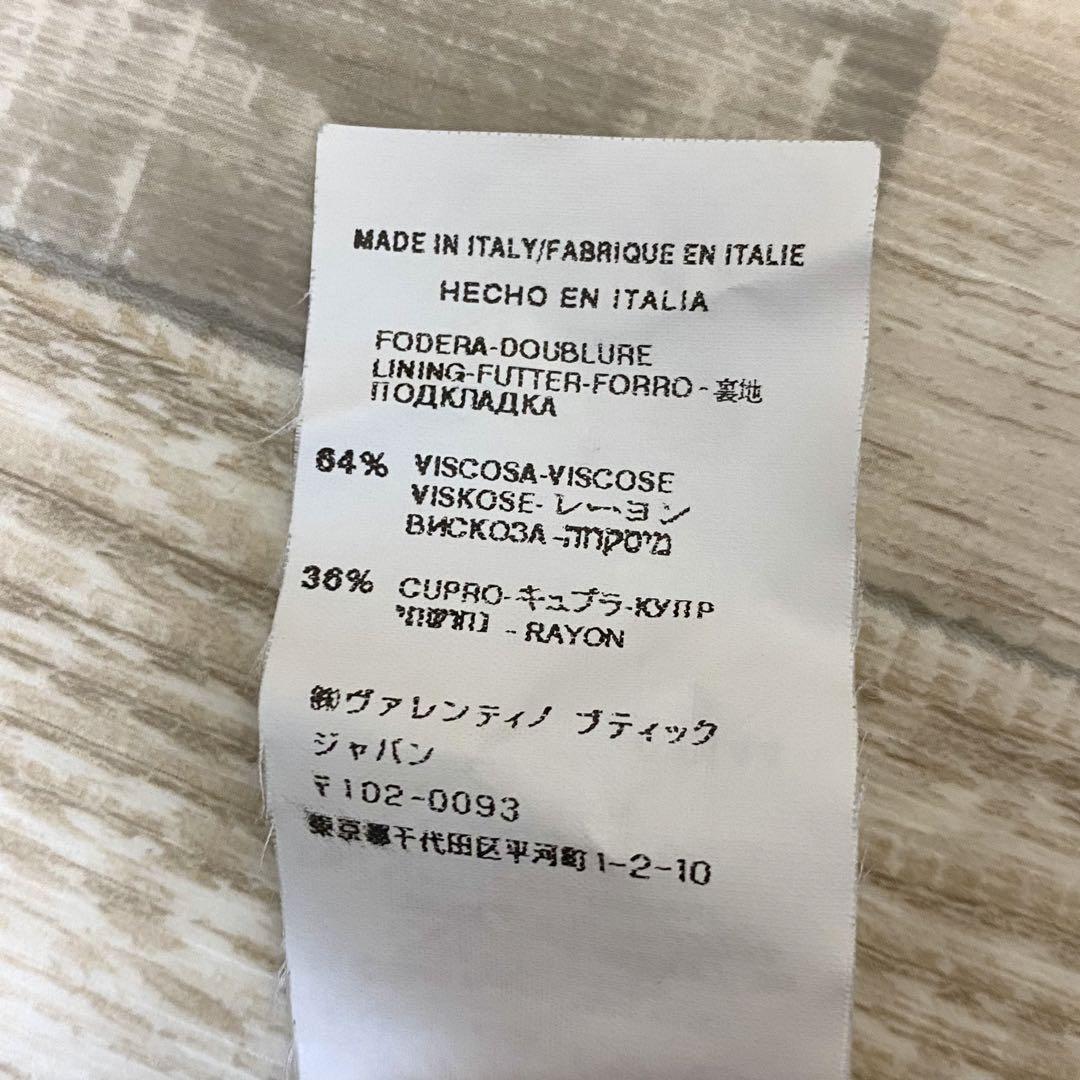 MADE IN ITALY/FABRIQUE EN ITALIE
HECHO EN ITALIA
FODERA-DOUBLURE
LINING-FUTTER-FORRO-裏地
ПОДКЛАДКА
64% VISCOSA-VISCOSE
VISKOSE-レーヨン
ВИСКОЗА-
36% CUPRO-キュプラ-КУПР
- RAYON
㈱ヴァレンティノ ブティック
ジャパン
〒102-0093
東京都千代田区平河町1-2-10